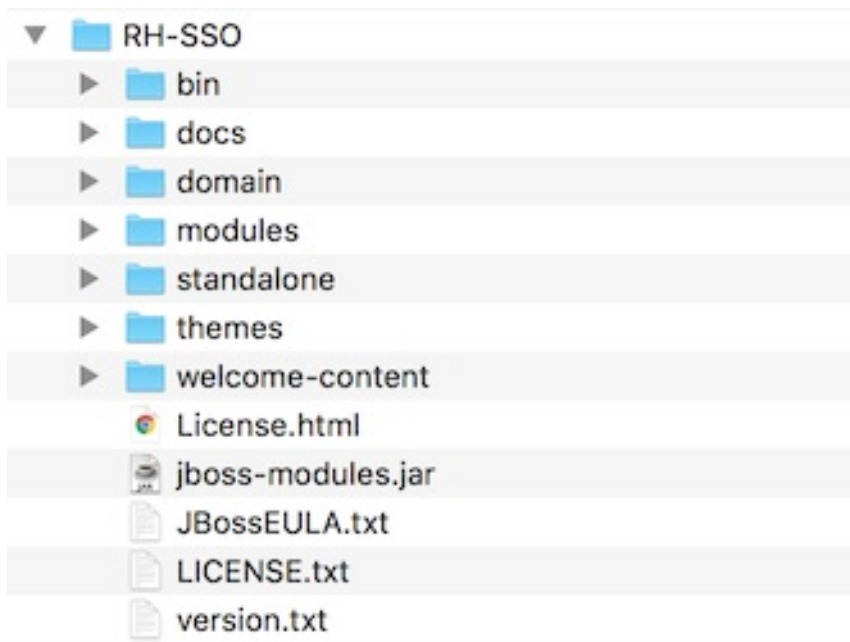 RH-SSO
bin
docs
domain
modules
standalone
themes
welcome-content
License.html
jboss-modules.jar
JBossEULA.txt
LICENSE.txt
version.txt